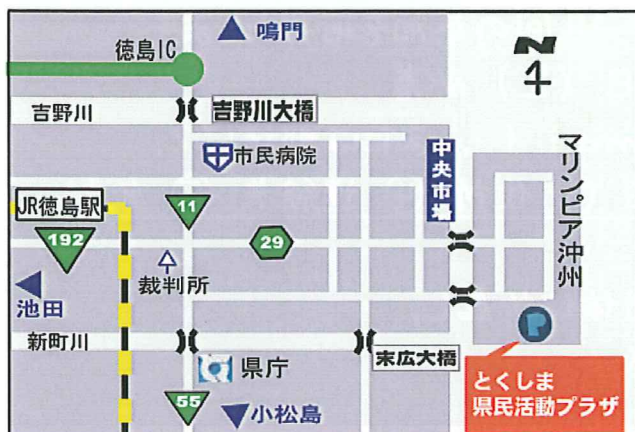 徳島IC
鳴門
N
吉野川
吉野川大橋
市民病院
中央市場
マリンピア沖州
JR徳島駅
11
192
29
裁判所
池田
P
新町川
末広大橋
県庁
とくしま
県民活動プラザ
55
小松島